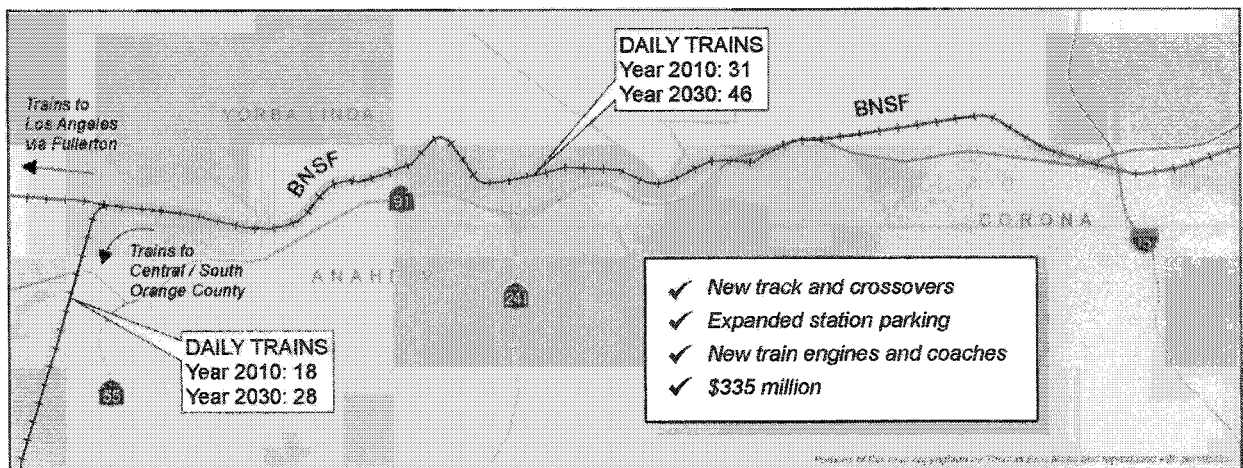 DAILY TRAINS
Year 2010: 31
Year 2030: 46
Trains to
Los Angeles
via Fullerton
YORBA LINDA
BNSF
BNSF
91
CORONA
15
Trains to
Central / South
Orange County
ANAHEIM
241
✓ New track and crossovers
✓ Expanded station parking
✓ New train engines and coaches
✓ $335 million
DAILY TRAINS
Year 2010: 18
Year 2030: 28
55